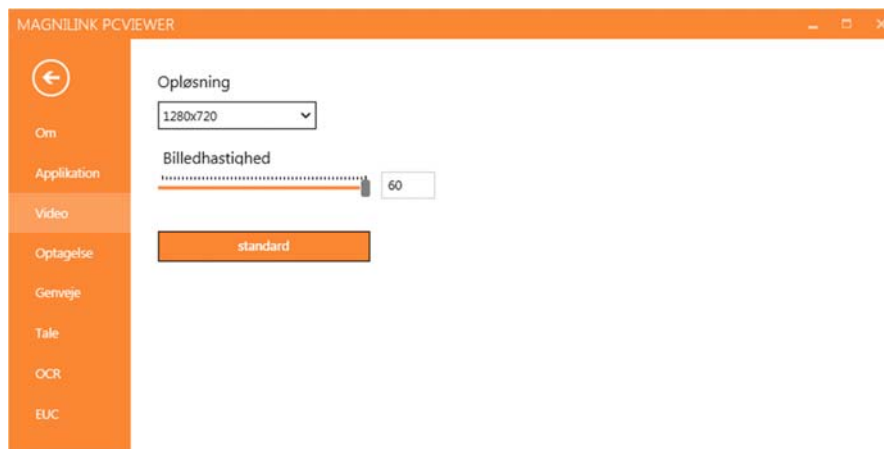 MAGNILINK PCVIEWER
Om
Applikation
Video
Optagelse
Genveje
Tale
OCR
EUC
Opløsning
1280x720
Billedhastighed
60
standard